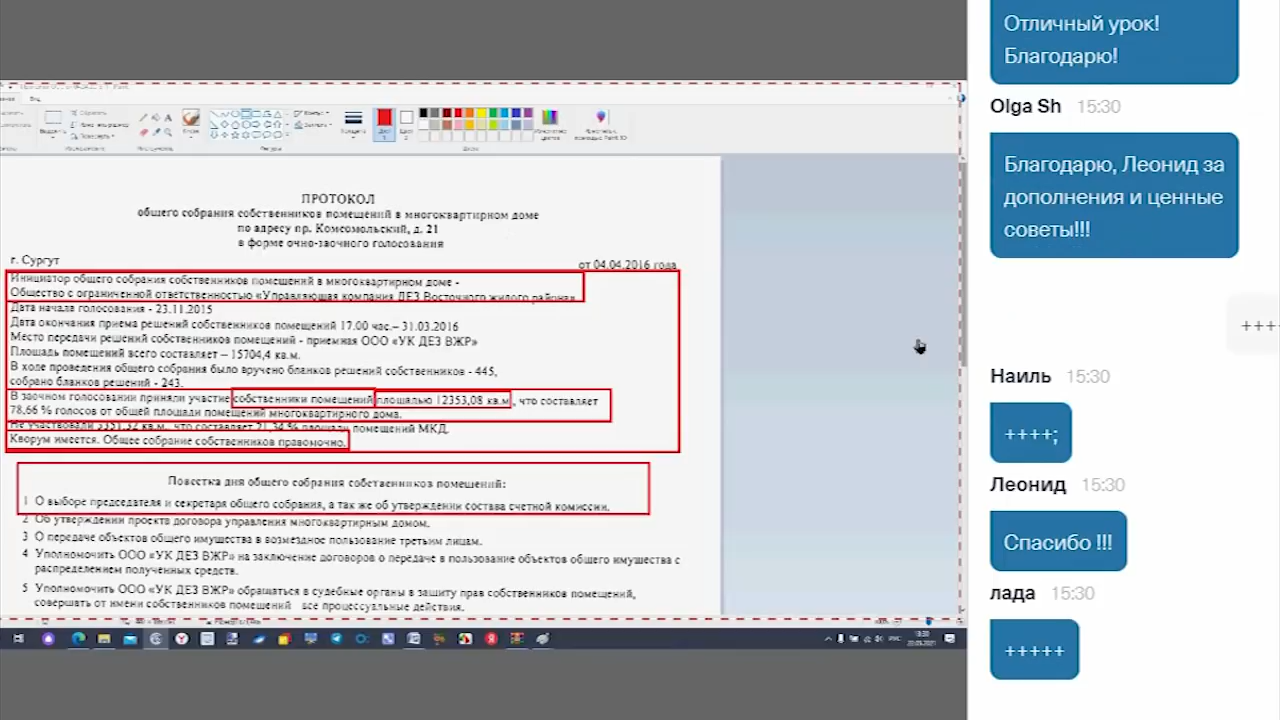 ПРОТОКОЛ
общего собрания собственников помещений в многоквартирном доме
по адресу пр. Комсомольский, д. 21
в форме очно-заочного голосования
г. Сургут
от 04.04.2016 года
Инициатор общего собрания собственников помещений в многоквартирном доме -
Общество с ограниченной ответственностью «Управляющая компания ДЕЗ Восточного жилого района»
Дата начала голосования - 23.11.2015
Дата окончания приема решений собственников помещений 17.00 час.– 31.03.2016
Место передачи решений собственников помещений - приемная ООО «УК ДЕЗ ВЖР»
Площадь помещений всего составляет – 15704,4 кв.м.
В ходе проведения общего собрания было вручено бланков решений собственников - 445,
собрано бланков решений - 243.
В заочном голосовании приняли участие собственники помещений площадью 12353,08 кв.м., что составляет
78,66 % голосов от общей площади помещений многоквартирного дома.
Не участвовали 3351,32 кв.м., что составляет 21,34 % площади помещений МКД.
Кворум имеется. Общее собрание собственников правомочно.
Повестка дня общего собрания собственников помещений:
1 О выборе председателя и секретаря общего собрания, а так же об утверждении состава счетной комиссии.
2 Об утверждении проекта договора управления многоквартирным домом.
3 О передаче объектов общего имущества в возмездное пользование третьим лицам.
4 Уполномочить ООО «УК ДЕЗ ВЖР» на заключение договоров о передаче в пользование объектов общего имущества с
распределением полученных средств.
5 Уполномочить ООО «УК ДЕЗ ВЖР» обращаться в судебные органы в защиту прав собственников помещений,
совершать от имени собственников помещений все процессуальные действия.
Отличный урок!
Благодарю!
Olga Sh 15:30
Благодарю, Леонид за
дополнения и ценные
советы!!!
+++
Наиль 15:30
++++;
Леонид 15:30
Спасибо !!!
лада 15:30
+++++